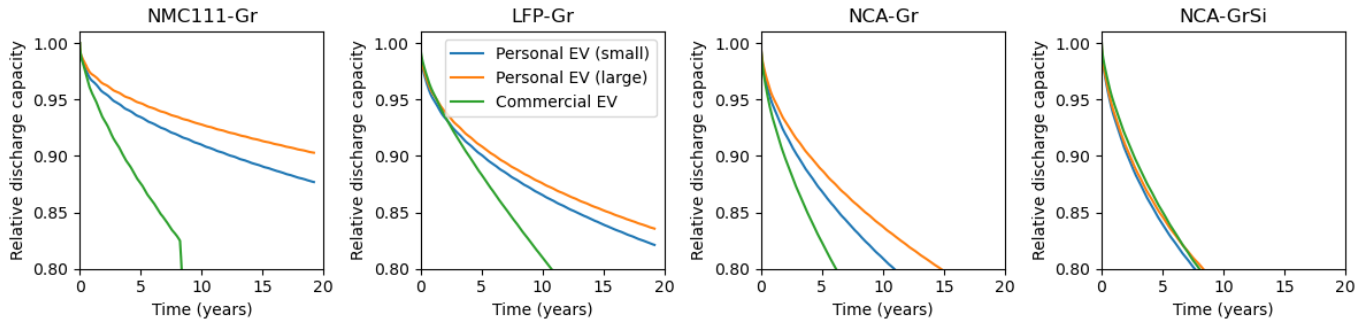 NMC111-Gr
Relative discharge capacity
1.00
0.95
0.90
0.85
0.80
0 5 10 15 20
Time (years)
LFP-Gr
Relative discharge capacity
1.00
0.95
0.90
0.85
0.80
Personal EV (small)
Personal EV (large)
Commercial EV
0 5 10 15 20
Time (years)
NCA-Gr
Relative discharge capacity
1.00
0.95
0.90
0.85
0.80
0 5 10 15 20
Time (years)
NCA-GrSi
Relative discharge capacity
1.00
0.95
0.90
0.85
0.80
0 5 10 15 20
Time (years)